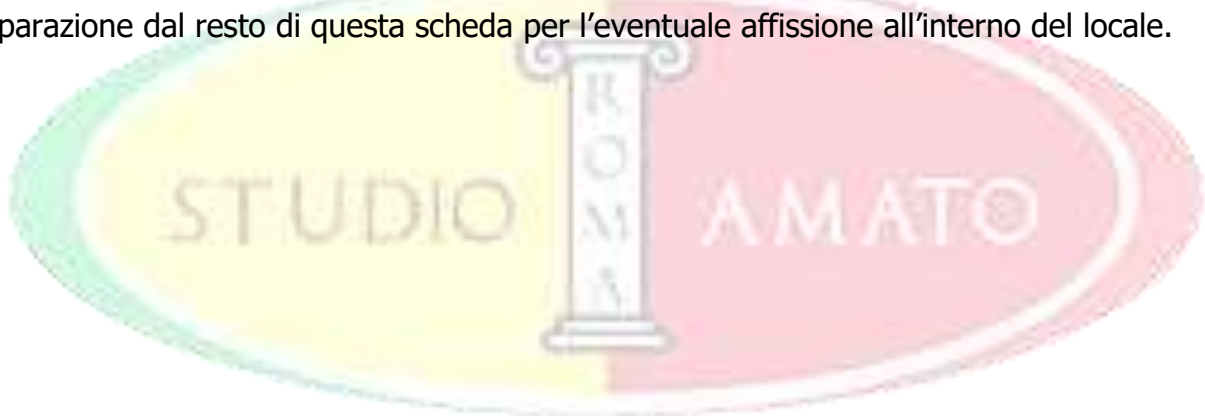 parazione dal resto di questa scheda per l’eventuale affissione all’interno del locale.
STUDIO ROMA AMATO